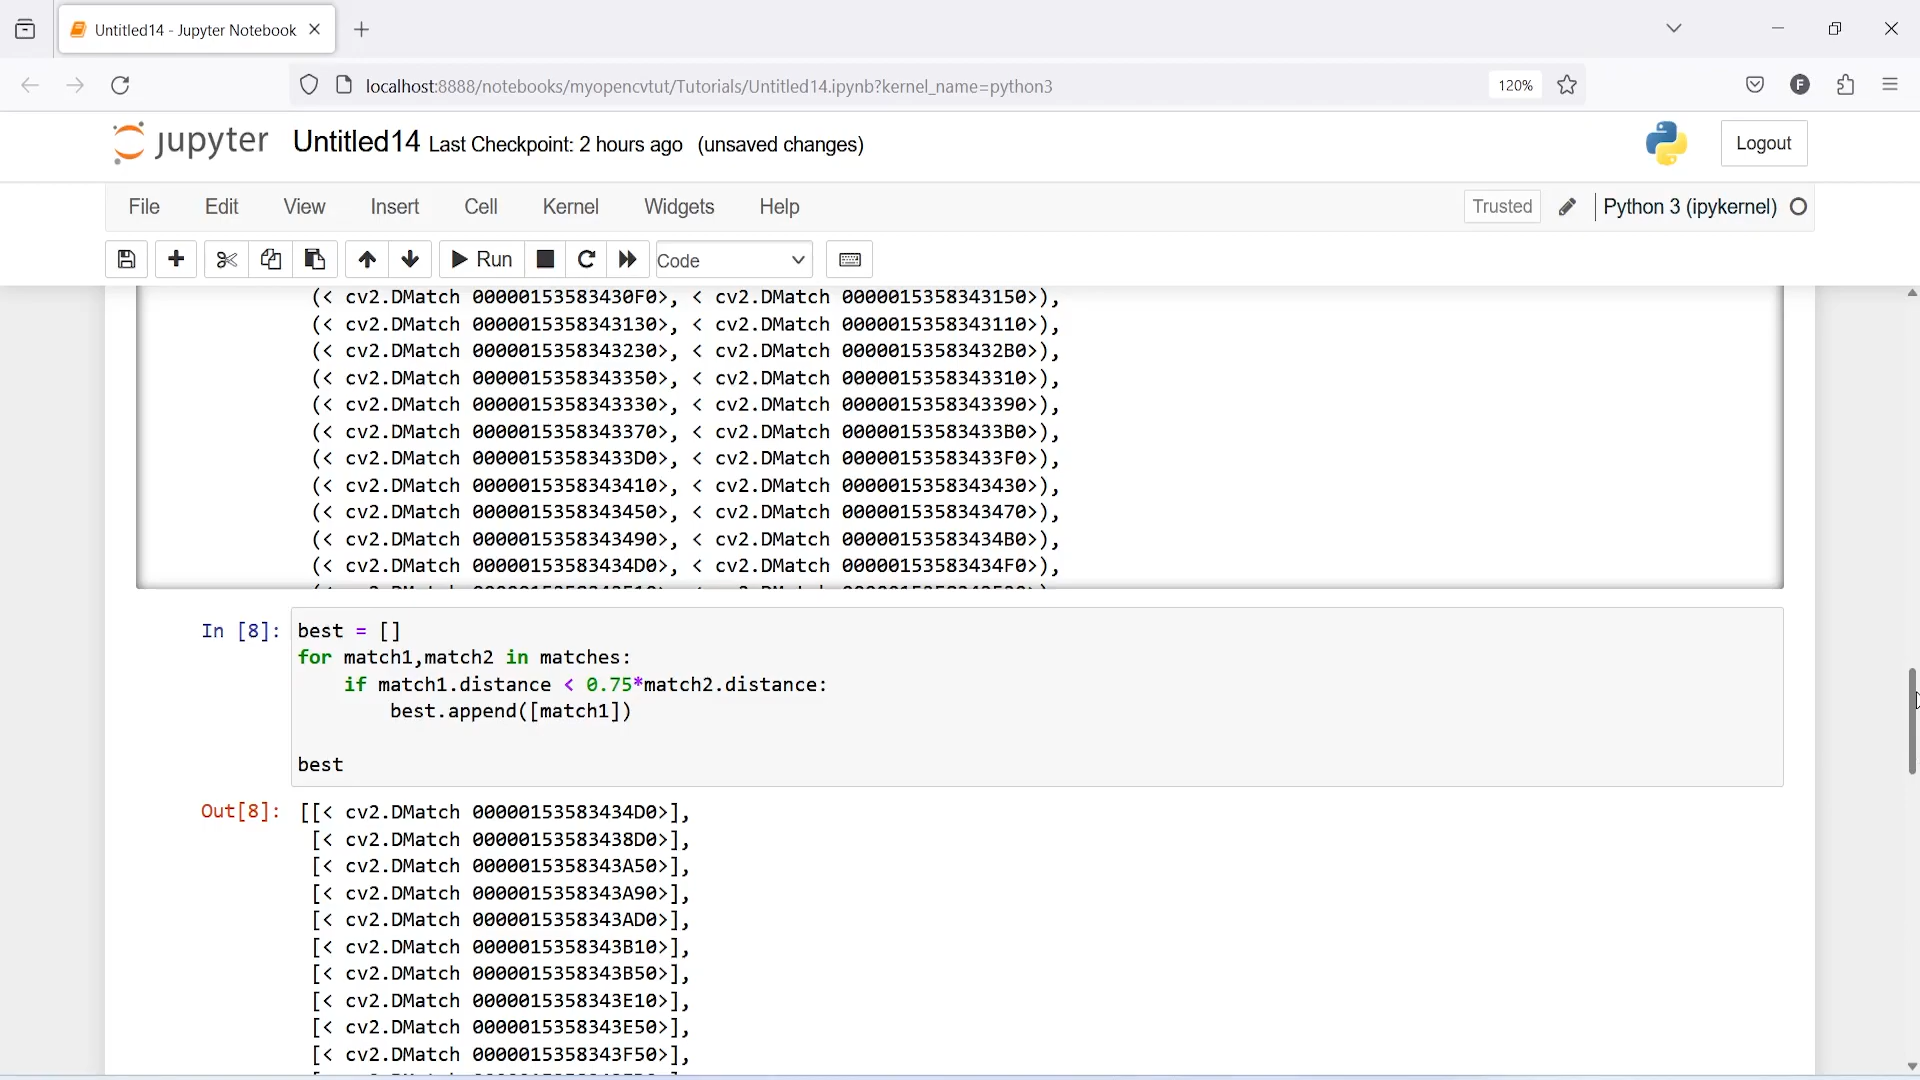 Untitled14 - Jupyter Notebook
localhost:8888/notebooks/myopencvtut/Tutorials/Untitled14.ipynb?kernel_name=python3
120%
F
jupyter Untitled14 Last Checkpoint: 2 hours ago (unsaved changes)
Logout
File Edit View Insert Cell Kernel Widgets Help
Trusted
Python 3 (ipykernel)
Run
Code
(< cv2.DMatch 00000153583430F0>, < cv2.DMatch 0000015358343150>),
(< cv2.DMatch 0000015358343130>, < cv2.DMatch 0000015358343110>),
(< cv2.DMatch 0000015358343230>, < cv2.DMatch 00000153583432B0>),
(< cv2.DMatch 0000015358343350>, < cv2.DMatch 0000015358343310>),
(< cv2.DMatch 0000015358343330>, < cv2.DMatch 0000015358343390>),
(< cv2.DMatch 0000015358343370>, < cv2.DMatch 00000153583433B0>),
(< cv2.DMatch 00000153583433D0>, < cv2.DMatch 00000153583433F0>),
(< cv2.DMatch 0000015358343410>, < cv2.DMatch 0000015358343430>),
(< cv2.DMatch 0000015358343450>, < cv2.DMatch 0000015358343470>),
(< cv2.DMatch 0000015358343490>, < cv2.DMatch 00000153583434B0>),
(< cv2.DMatch 00000153583434D0>, < cv2.DMatch 00000153583434F0>),
In [8]: best = []
for match1,match2 in matches:
    if match1.distance < 0.75*match2.distance:
        best.append([match1])
best
Out[8]: [[< cv2.DMatch 00000153583434D0>],
[< cv2.DMatch 00000153583438D0>],
[< cv2.DMatch 0000015358343A50>],
[< cv2.DMatch 0000015358343A90>],
[< cv2.DMatch 0000015358343AD0>],
[< cv2.DMatch 0000015358343B10>],
[< cv2.DMatch 0000015358343B50>],
[< cv2.DMatch 0000015358343E10>],
[< cv2.DMatch 0000015358343E50>],
[< cv2.DMatch 0000015358343F50>],